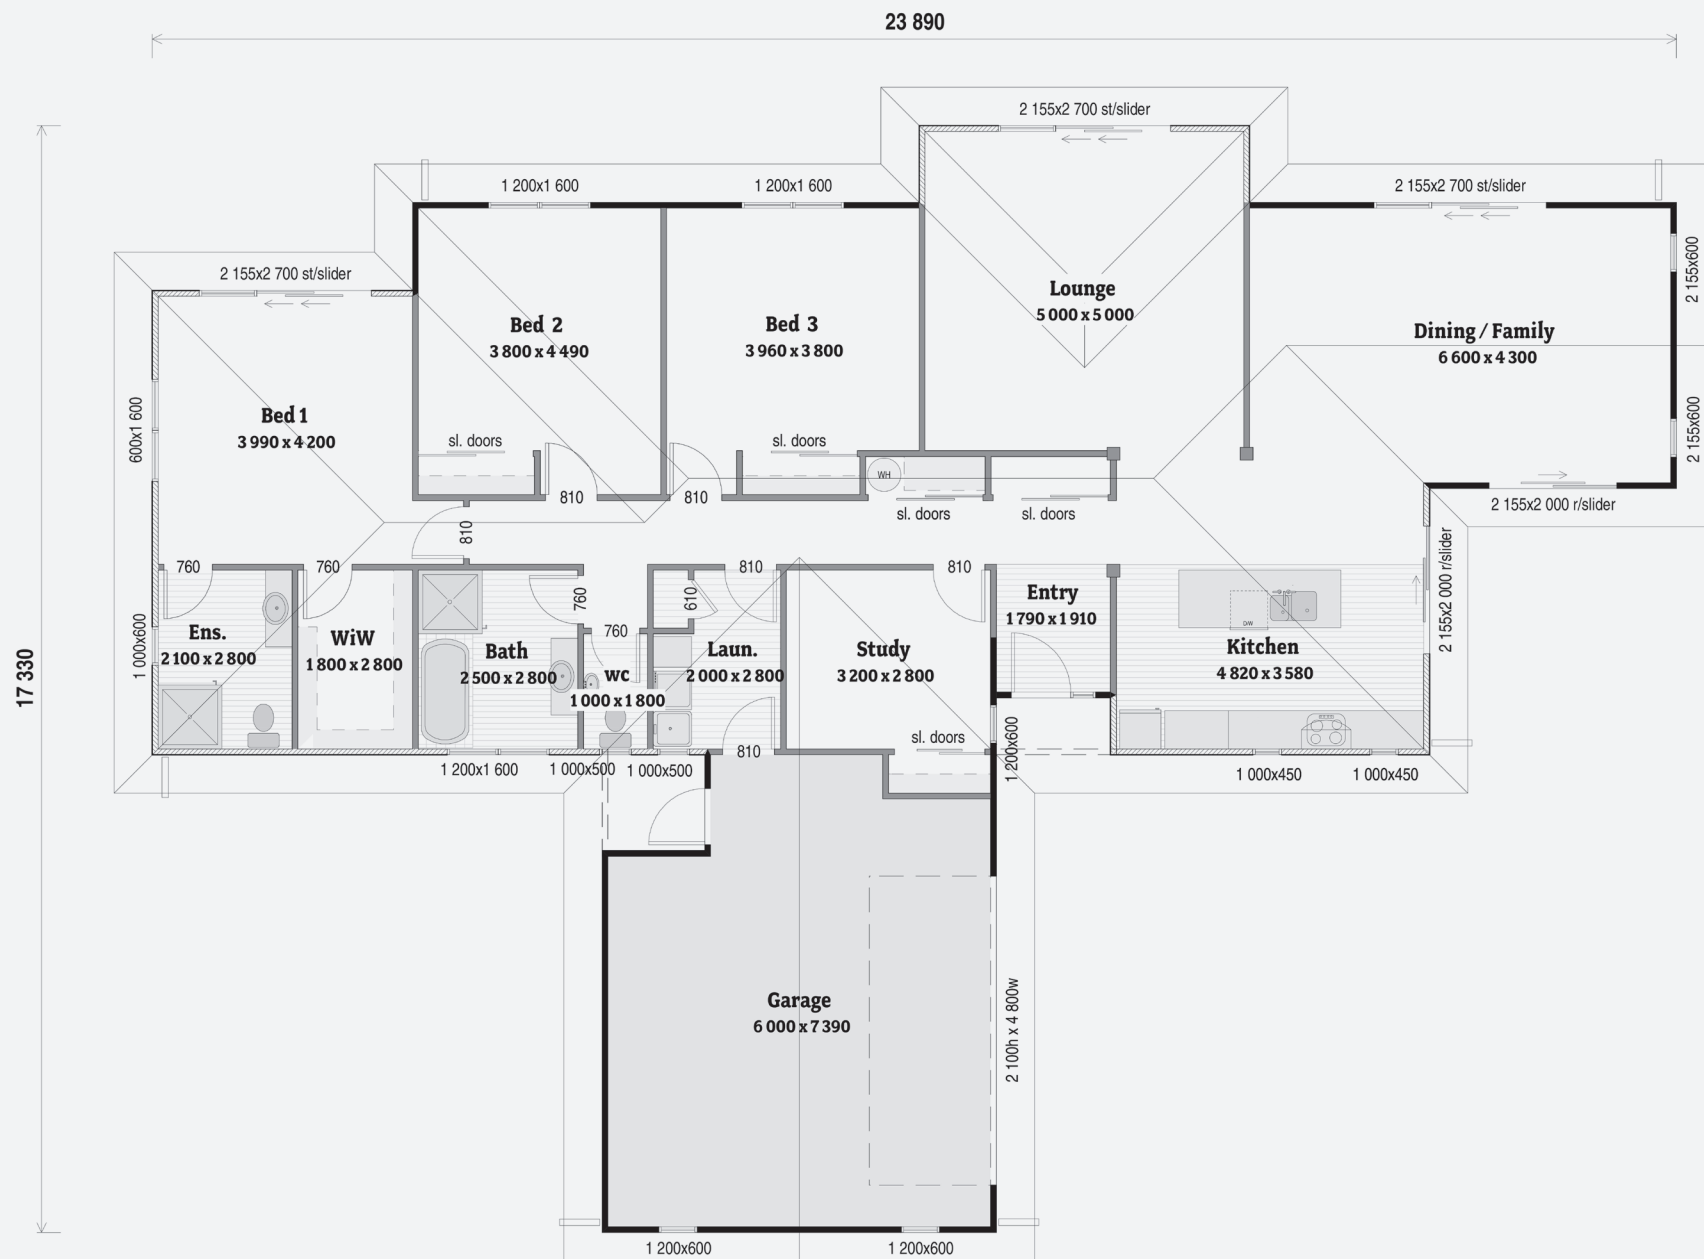 23 890
2 155x2 700 st/slider
1 200x1 600
1 200x1 600
2 155x2 700 st/slider
2 155x600
2 155x2 700 st/slider
Lounge
5 000 x 5 000
Bed 2
3 800 x 4 490
Bed 3
3 960 x 3 800
Dining / Family
6 600 x 4 300
Bed 1
3 990 x 4 200
600x1 600
2 155x600
sl. doors
sl. doors
WH
810
810
sl. doors
sl. doors
2 155x2 000 r/slider
810
760
760
810
810
2 155x2 000 r/slider
760
610
Entry
1 790 x 1 910
D/W
Ens.
2 100 x 2 800
WiW
1 800 x 2 800
760
1 000x600
Bath
2 500 x 2 800
wc
1 000 x 1 800
Laun.
2 000 x 2 800
Study
3 200 x 2 800
Kitchen
4 820 x 3 580
17 330
sl. doors
1 200x600
810
1 200x1 600
1 000x500
1 000x500
1 000x450
1 000x450
Garage
6 000 x 7 390
2 100h x 4 800w
1 200x600
1 200x600